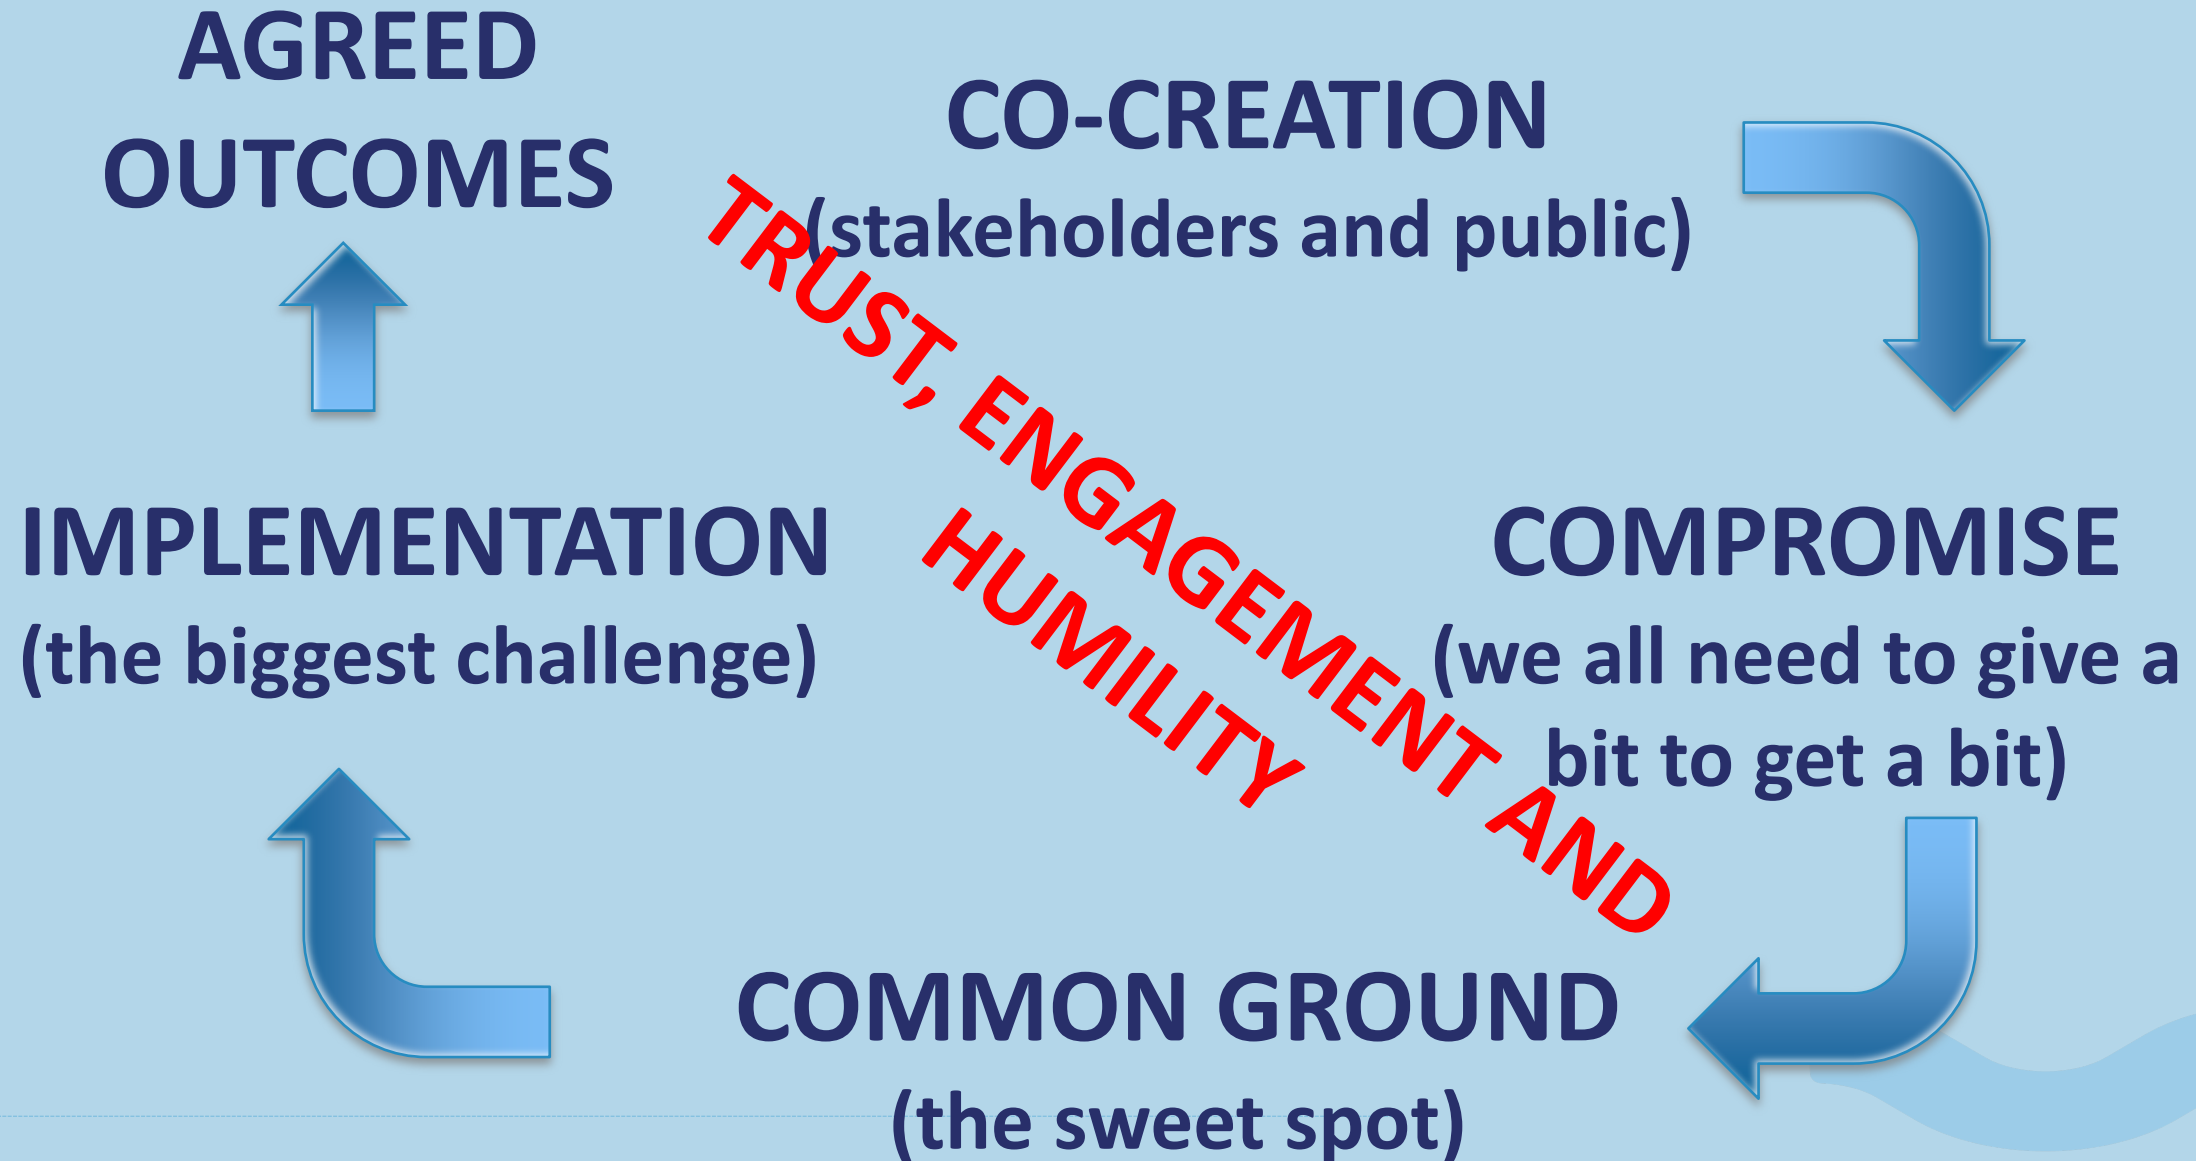 AGREED
OUTCOMES
CO-CREATION
(stakeholders and public)
TRUST, ENGAGEMENT AND
HUMILITY
IMPLEMENTATION
(the biggest challenge)
COMPROMISE
(we all need to give a
bit to get a bit)
COMMON GROUND
(the sweet spot)